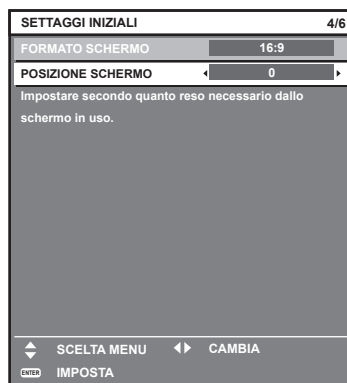 SETTAGGI INIZIALI 4/6
FORMATO SCHERMO 16:9
POSIZIONE SCHERMO 0
Impostare secondo quanto reso necessario dallo
schermo in uso.
SCELTA MENU CAMBIA
ENTER IMPOSTA